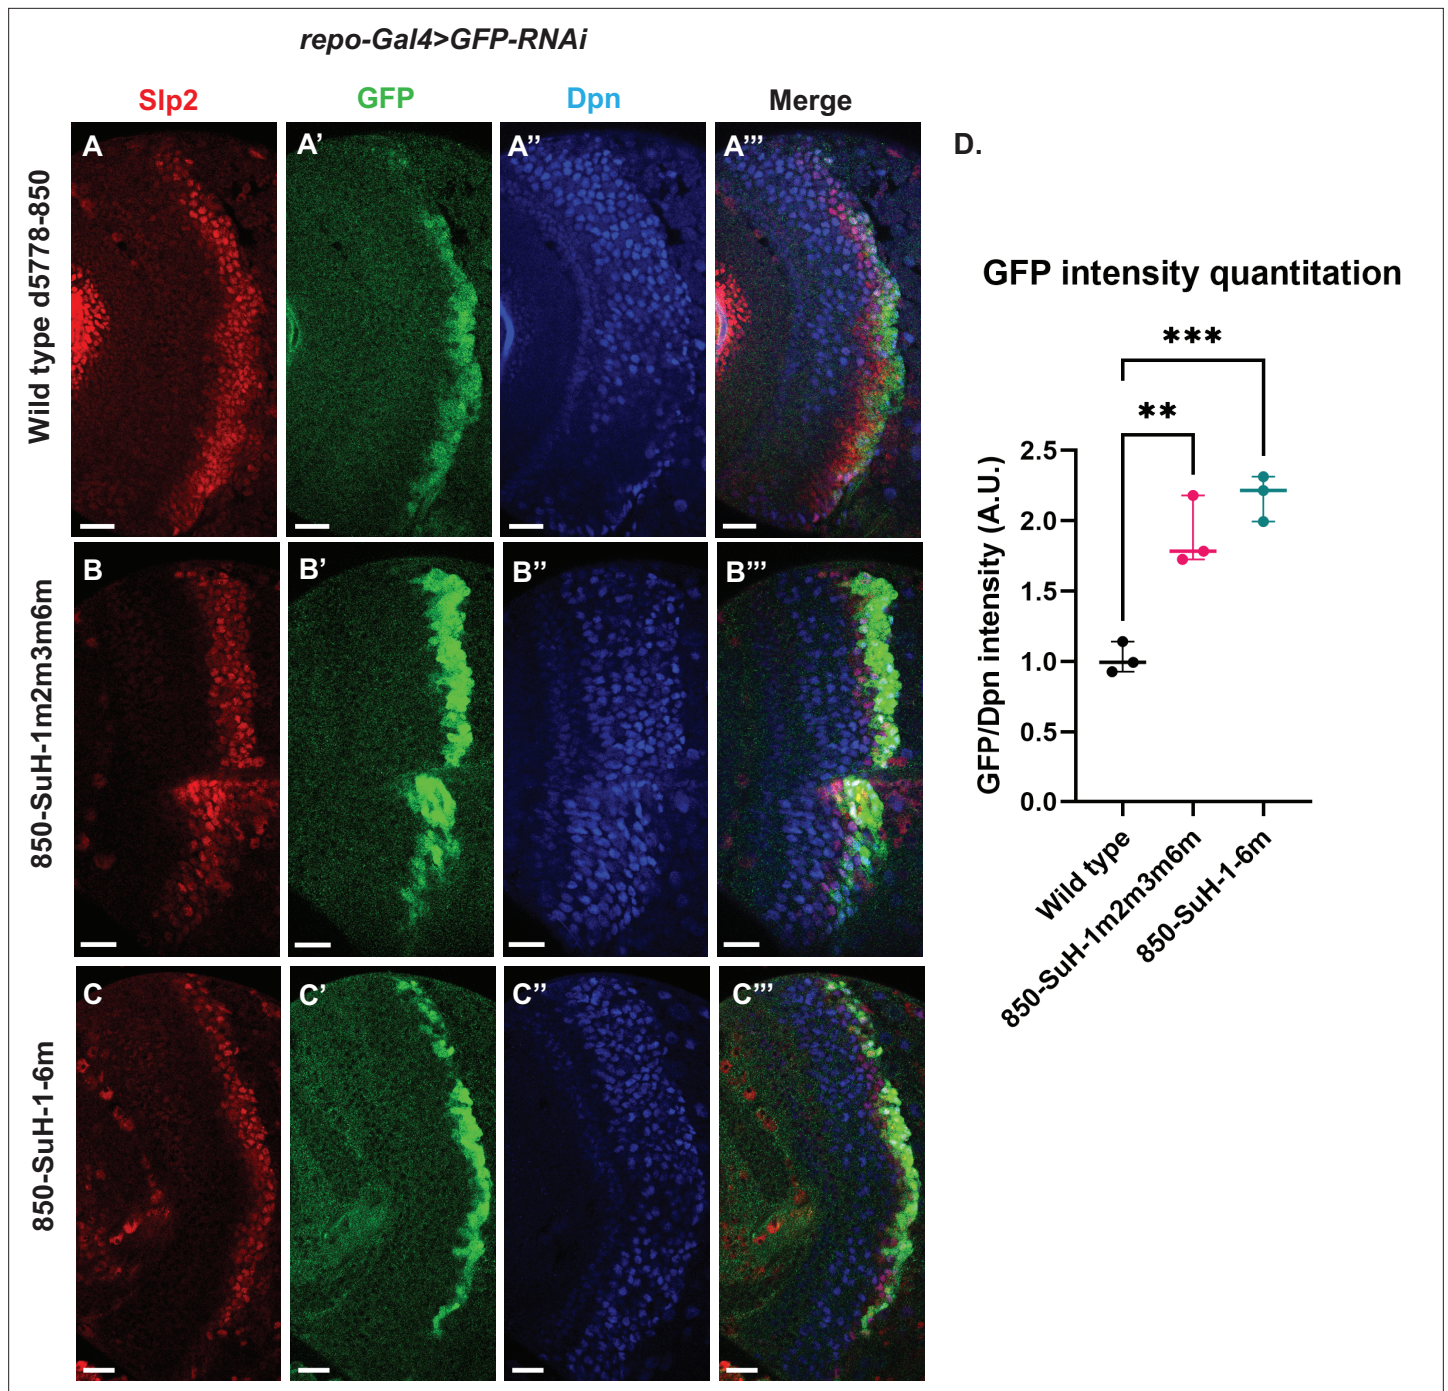 repo-Gal4>GFP-RNAi
Slp2 GFP Dpn Merge
Wild type d5778-850
A A’ A’’ A’’’
850-SuH-1m2m3m6m
B B’ B’’ B’’’
850-SuH-1-6m
C C’ C’’ C’’’
D.
GFP intensity quantitation
***
**
GFP/Dpn intensity (A.U.)
2.5
2.0
1.5
1.0
0.5
0.0
Wild type
850-SuH-1m2m3m6m
850-SuH-1-6m